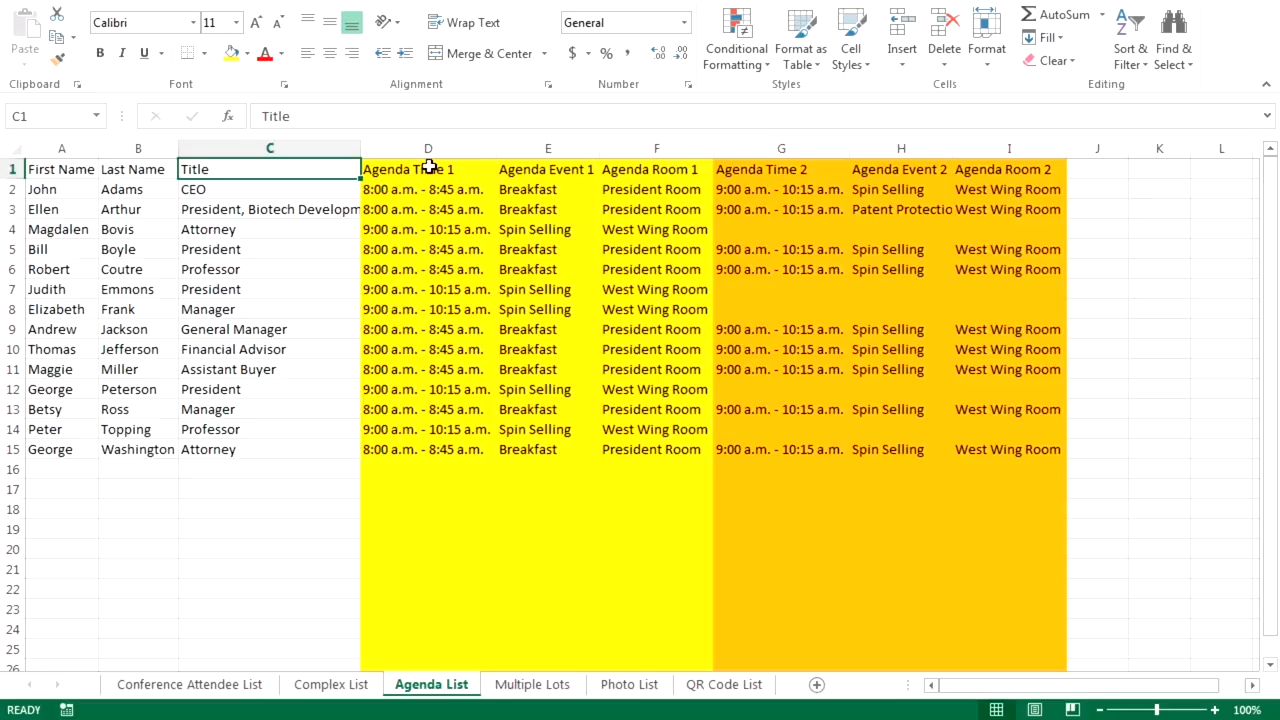 Paste
Calibri 11
B I U
Wrap Text
Merge & Center
General
$ % ,
Conditional Formatting
Format as Table
Cell Styles
Insert
Delete
Format
AutoSum
Fill
Clear
Sort & Filter
Find & Select
Clipboard Font Alignment Number Styles Cells Editing
C1 fx Title
A B C D E F G H I J K L
1 First Name Last Name Title Agenda Time 1 Agenda Event 1 Agenda Room 1 Agenda Time 2 Agenda Event 2 Agenda Room 2
2 John Adams CEO 8:00 a.m. - 8:45 a.m. Breakfast President Room 9:00 a.m. - 10:15 a.m. Spin Selling West Wing Room
3 Ellen Arthur President, Biotech Developm 8:00 a.m. - 8:45 a.m. Breakfast President Room 9:00 a.m. - 10:15 a.m. Patent Protectio West Wing Room
4 Magdalen Bovis Attorney 9:00 a.m. - 10:15 a.m. Spin Selling West Wing Room
5 Bill Boyle President 8:00 a.m. - 8:45 a.m. Breakfast President Room 9:00 a.m. - 10:15 a.m. Spin Selling West Wing Room
6 Robert Coutre Professor 8:00 a.m. - 8:45 a.m. Breakfast President Room 9:00 a.m. - 10:15 a.m. Spin Selling West Wing Room
7 Judith Emmons President 9:00 a.m. - 10:15 a.m. Spin Selling West Wing Room
8 Elizabeth Frank Manager 9:00 a.m. - 10:15 a.m. Spin Selling West Wing Room
9 Andrew Jackson General Manager 8:00 a.m. - 8:45 a.m. Breakfast President Room 9:00 a.m. - 10:15 a.m. Spin Selling West Wing Room
10 Thomas Jefferson Financial Advisor 8:00 a.m. - 8:45 a.m. Breakfast President Room 9:00 a.m. - 10:15 a.m. Spin Selling West Wing Room
11 Maggie Miller Assistant Buyer 8:00 a.m. - 8:45 a.m. Breakfast President Room 9:00 a.m. - 10:15 a.m. Spin Selling West Wing Room
12 George Peterson President 9:00 a.m. - 10:15 a.m. Spin Selling West Wing Room
13 Betsy Ross Manager 8:00 a.m. - 8:45 a.m. Breakfast President Room 9:00 a.m. - 10:15 a.m. Spin Selling West Wing Room
14 Peter Topping Professor 9:00 a.m. - 10:15 a.m. Spin Selling West Wing Room
15 George Washington Attorney 8:00 a.m. - 8:45 a.m. Breakfast President Room 9:00 a.m. - 10:15 a.m. Spin Selling West Wing Room
16
17
18
19
20
21
22
23
24
25
26
Conference Attendee List Complex List Agenda List Multiple Lots Photo List QR Code List
READY 100%